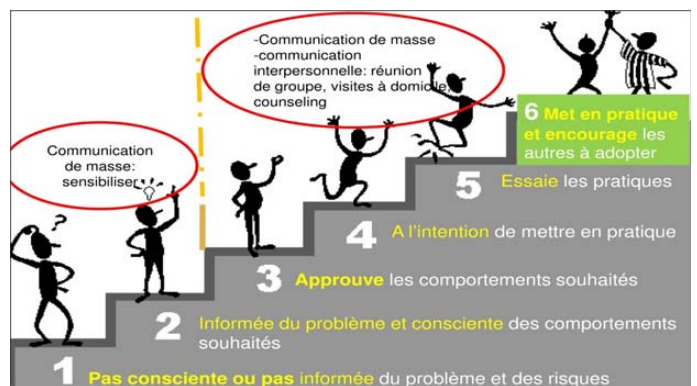 -Communication de masse
-communication
interpersonnelle: réunion
de groupe, visites à domicile,
counseling
Communication
de masse:
sensibiliser
?
6 Met en pratique
et encourage les
autres à adopter
5 Essaie les pratiques
4 A l'intention de mettre en pratique
3 Approuve les comportements souhaités
2 Informée du problème et consciente des comportements
souhaités
1 Pas consciente ou pas informée du problème et des risques